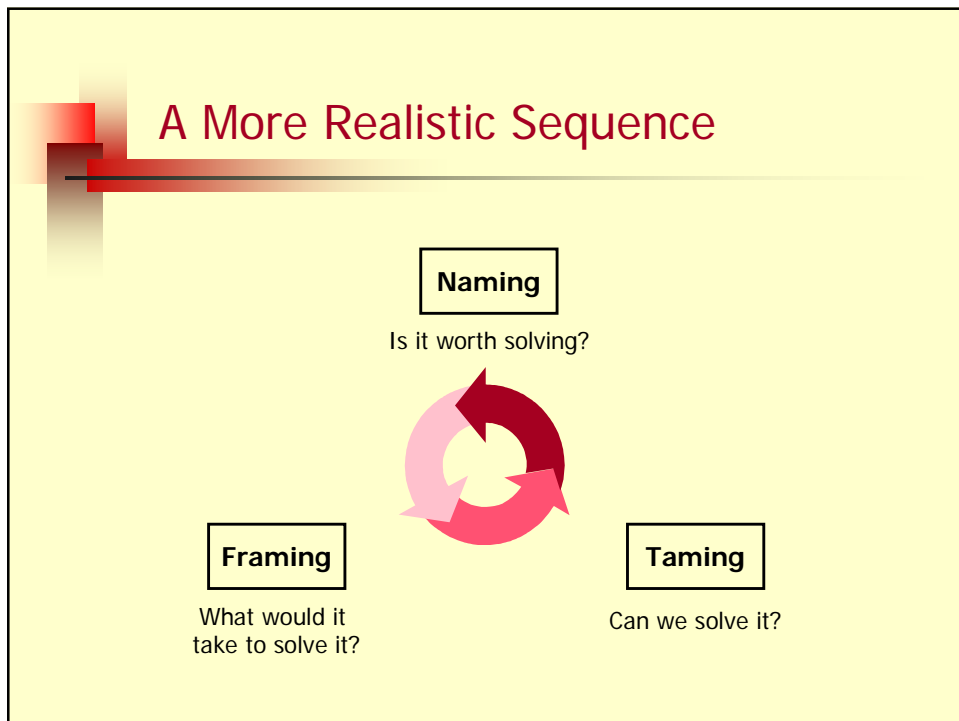 A More Realistic Sequence
Naming
Is it worth solving?
Framing
What would it
take to solve it?
Taming
Can we solve it?